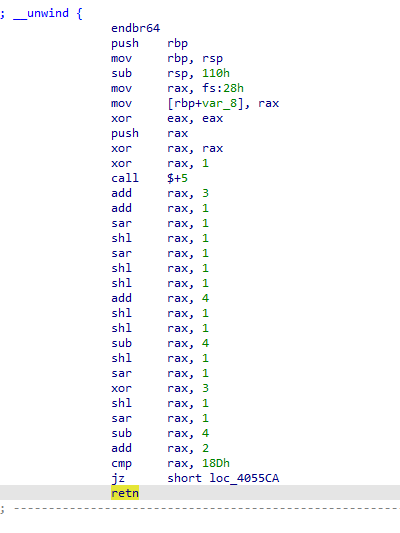 ; __unwind {
endbr64
push rbp
mov rbp, rsp
sub rsp, 110h
mov rax, fs:28h
mov [rbp+var_8], rax
xor eax, eax
push rax
xor rax, rax
xor rax, 1
call $+5
add rax, 3
add rax, 1
sar rax, 1
shl rax, 1
sar rax, 1
shl rax, 1
shl rax, 1
add rax, 4
shl rax, 1
shl rax, 1
sub rax, 4
shl rax, 1
sar rax, 1
xor rax, 3
shl rax, 1
sar rax, 1
sub rax, 4
add rax, 2
cmp rax, 18Dh
jz short loc_4055CA
retn
; ---------------------------------------------------------